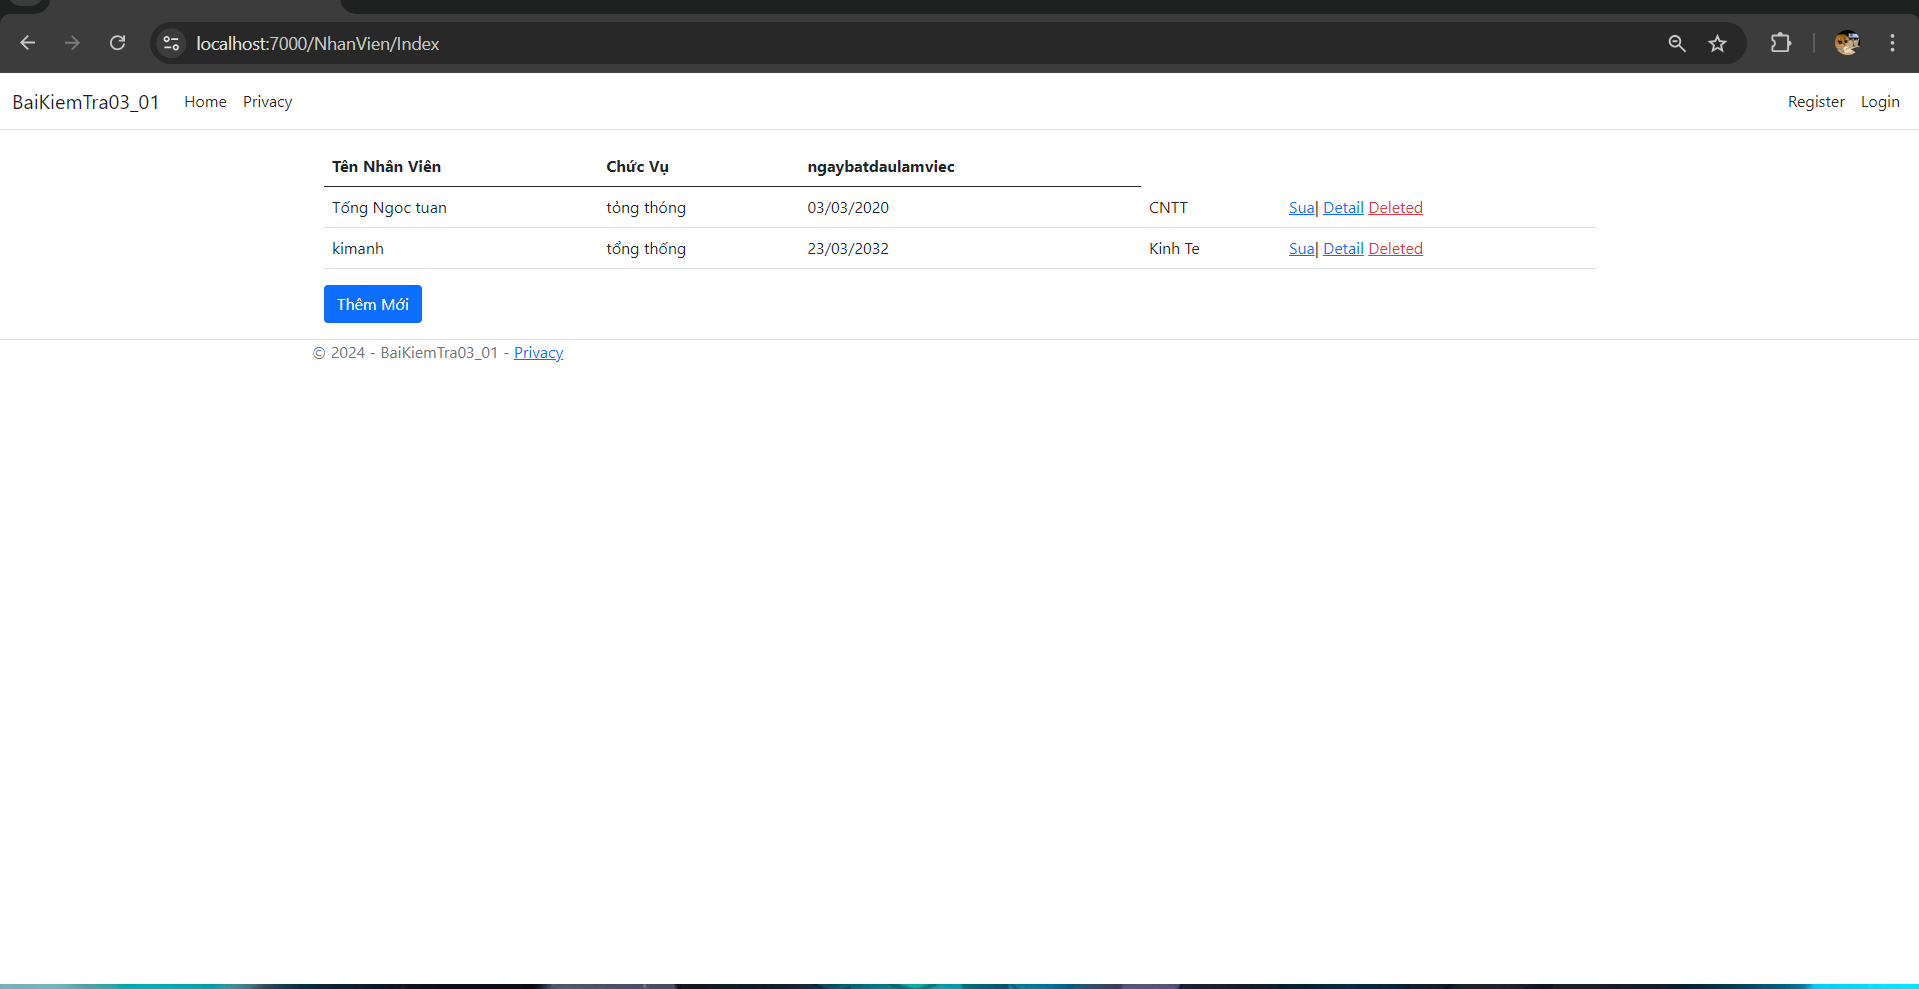 localhost:7000/NhanVien/Index
BaiKiemTra03_01 Home Privacy Register Login
Tên Nhân Viên Chức Vụ ngaybatdaulamviec
Tống Ngoc tuan tỏng thóng 03/03/2020 CNTT Sua| Detail Deleted
kimanh tổng thống 23/03/2032 Kinh Te Sua| Detail Deleted
Thêm Mới
© 2024 - BaiKiemTra03_01 - Privacy